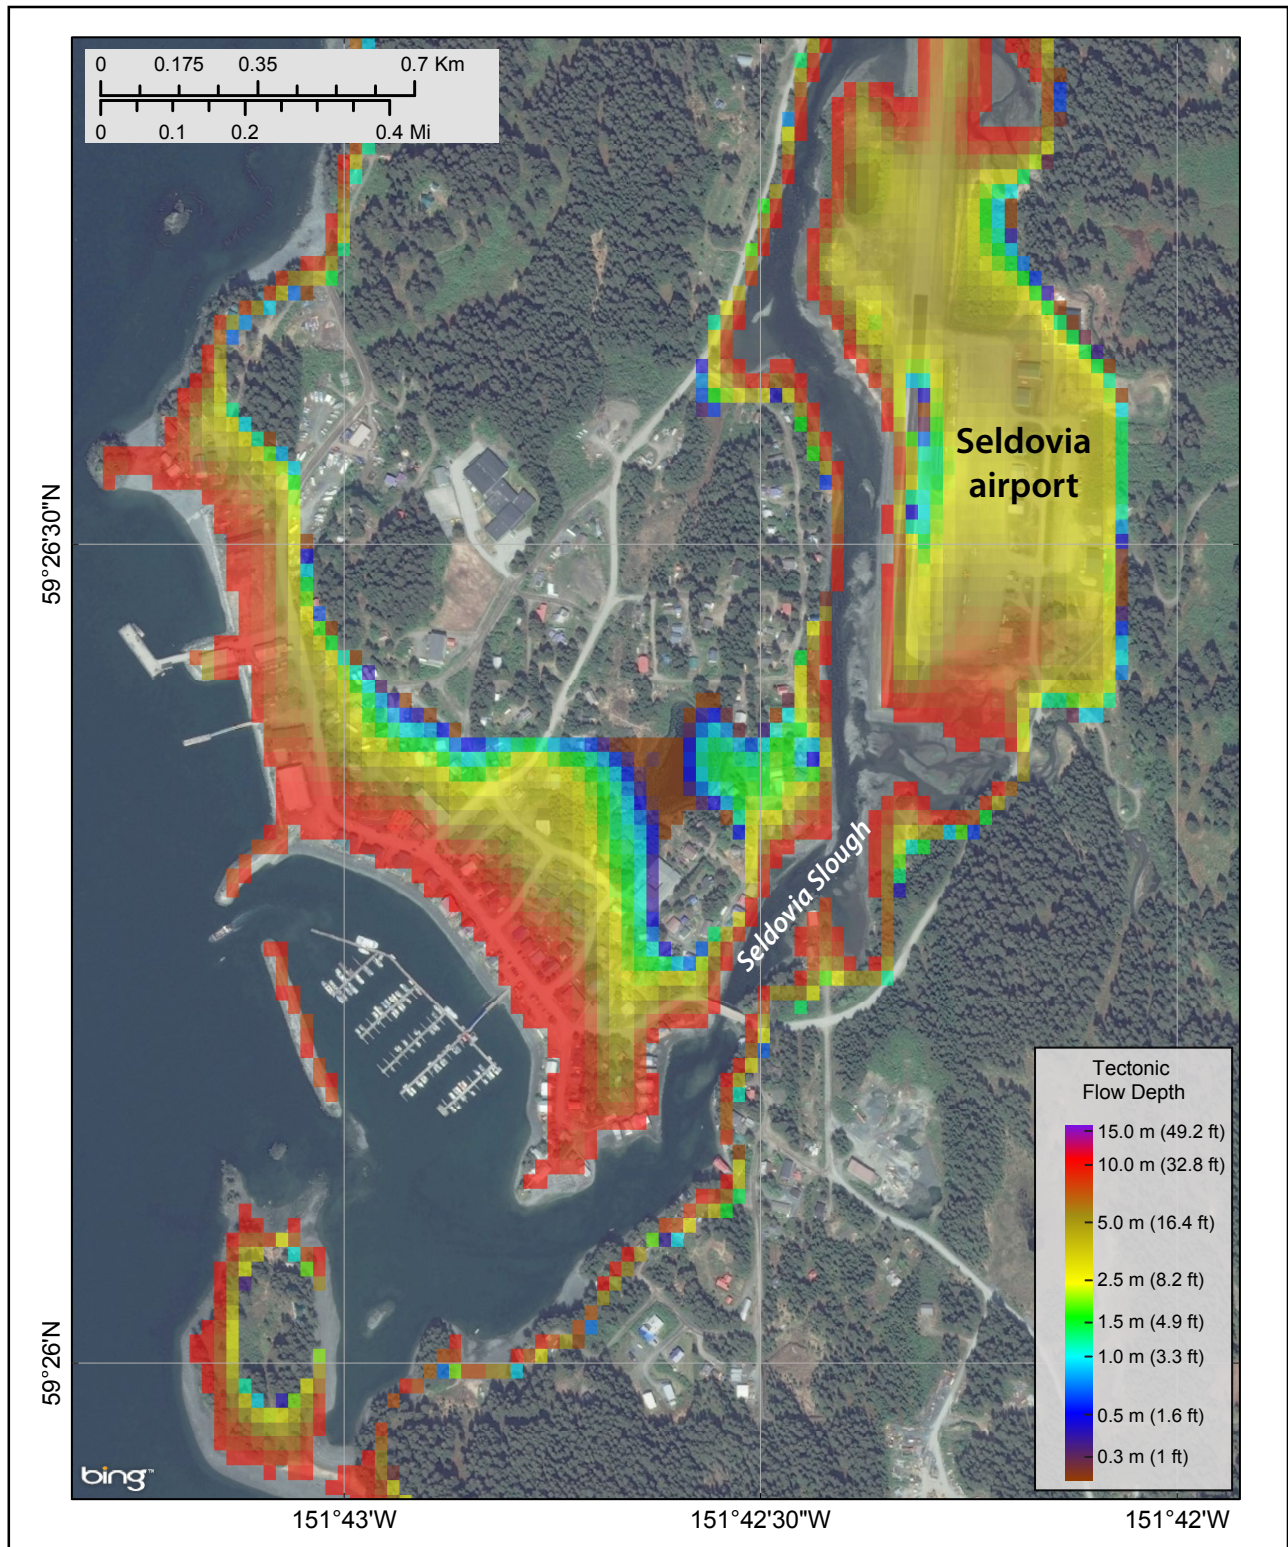 0 0.175 0.35 0.7 Km
0 0.1 0.2 0.4 Mi
Seldovia
airport
59°26'30"N
Seldovia Slough
Tectonic
Flow Depth
15.0 m (49.2 ft)
10.0 m (32.8 ft)
5.0 m (16.4 ft)
2.5 m (8.2 ft)
1.5 m (4.9 ft)
1.0 m (3.3 ft)
0.5 m (1.6 ft)
0.3 m (1 ft)
59°26'N
bing™
151°43'W 151°42'30"W 151°42'W